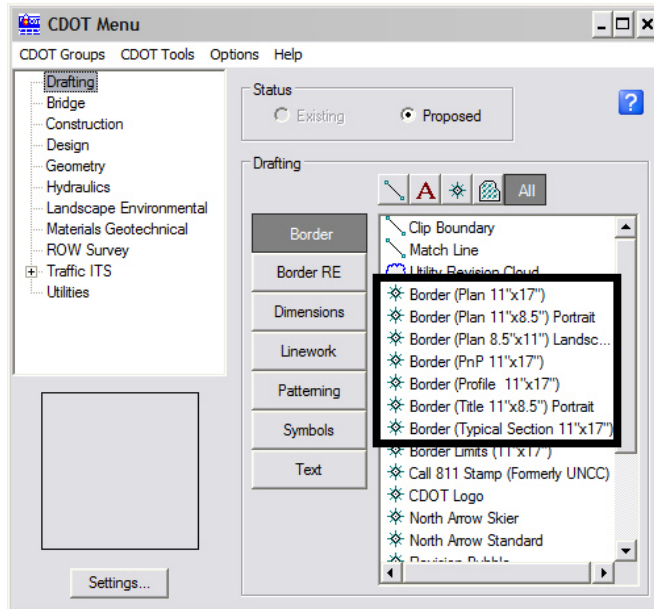 CDOT Menu
CDOT Groups CDOT Tools Options Help
Drafting
Bridge
Construction
Design
Geometry
Hydraulics
Landscape Environmental
Materials Geotechnical
ROW Survey
Traffic ITS
Utilities
Settings...
Status
Existing
Proposed
?
Drafting
A
All
Border
Border RE
Dimensions
Linework
Patterning
Symbols
Text
Clip Boundary
Match Line
Utility Revision Cloud
Border (Plan 11"x17")
Border (Plan 11"x8.5") Portrait
Border (Plan 8.5"x11") Landsc...
Border (PnP 11"x17")
Border (Profile 11"x17")
Border (Title 11"x8.5") Portrait
Border (Typical Section 11"x17")
Border Limits (11"x17")
Call 811 Stamp (Formerly UNCC)
CDOT Logo
North Arrow Skier
North Arrow Standard
Revision Bubble